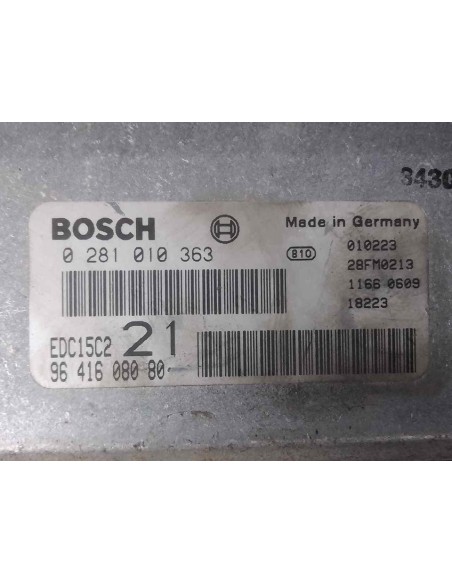 3430
BOSCH
Made in Germany
0 281 010 363
B10
010223
28FM0213
1166 0609
18223
EDC15C2 21
96 416 080 80